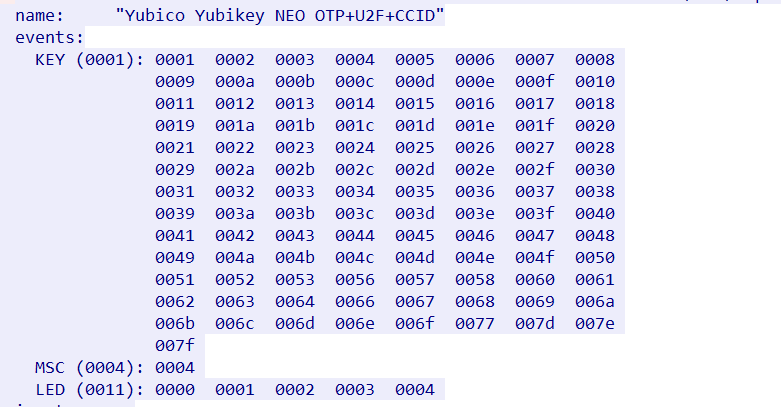 name:     "Yubico Yubikey NEO OTP+U2F+CCID"
events:
  KEY (0001): 0001  0002  0003  0004  0005  0006  0007  0008
              0009  000a  000b  000c  000d  000e  000f  0010
              0011  0012  0013  0014  0015  0016  0017  0018
              0019  001a  001b  001c  001d  001e  001f  0020
              0021  0022  0023  0024  0025  0026  0027  0028
              0029  002a  002b  002c  002d  002e  002f  0030
              0031  0032  0033  0034  0035  0036  0037  0038
              0039  003a  003b  003c  003d  003e  003f  0040
              0041  0042  0043  0044  0045  0046  0047  0048
              0049  004a  004b  004c  004d  004e  004f  0050
              0051  0052  0053  0056  0057  0058  0060  0061
              0062  0063  0064  0066  0067  0068  0069  006a
              006b  006c  006d  006e  006f  0077  007d  007e
              007f
  MSC (0004): 0004
  LED (0011): 0000  0001  0002  0003  0004